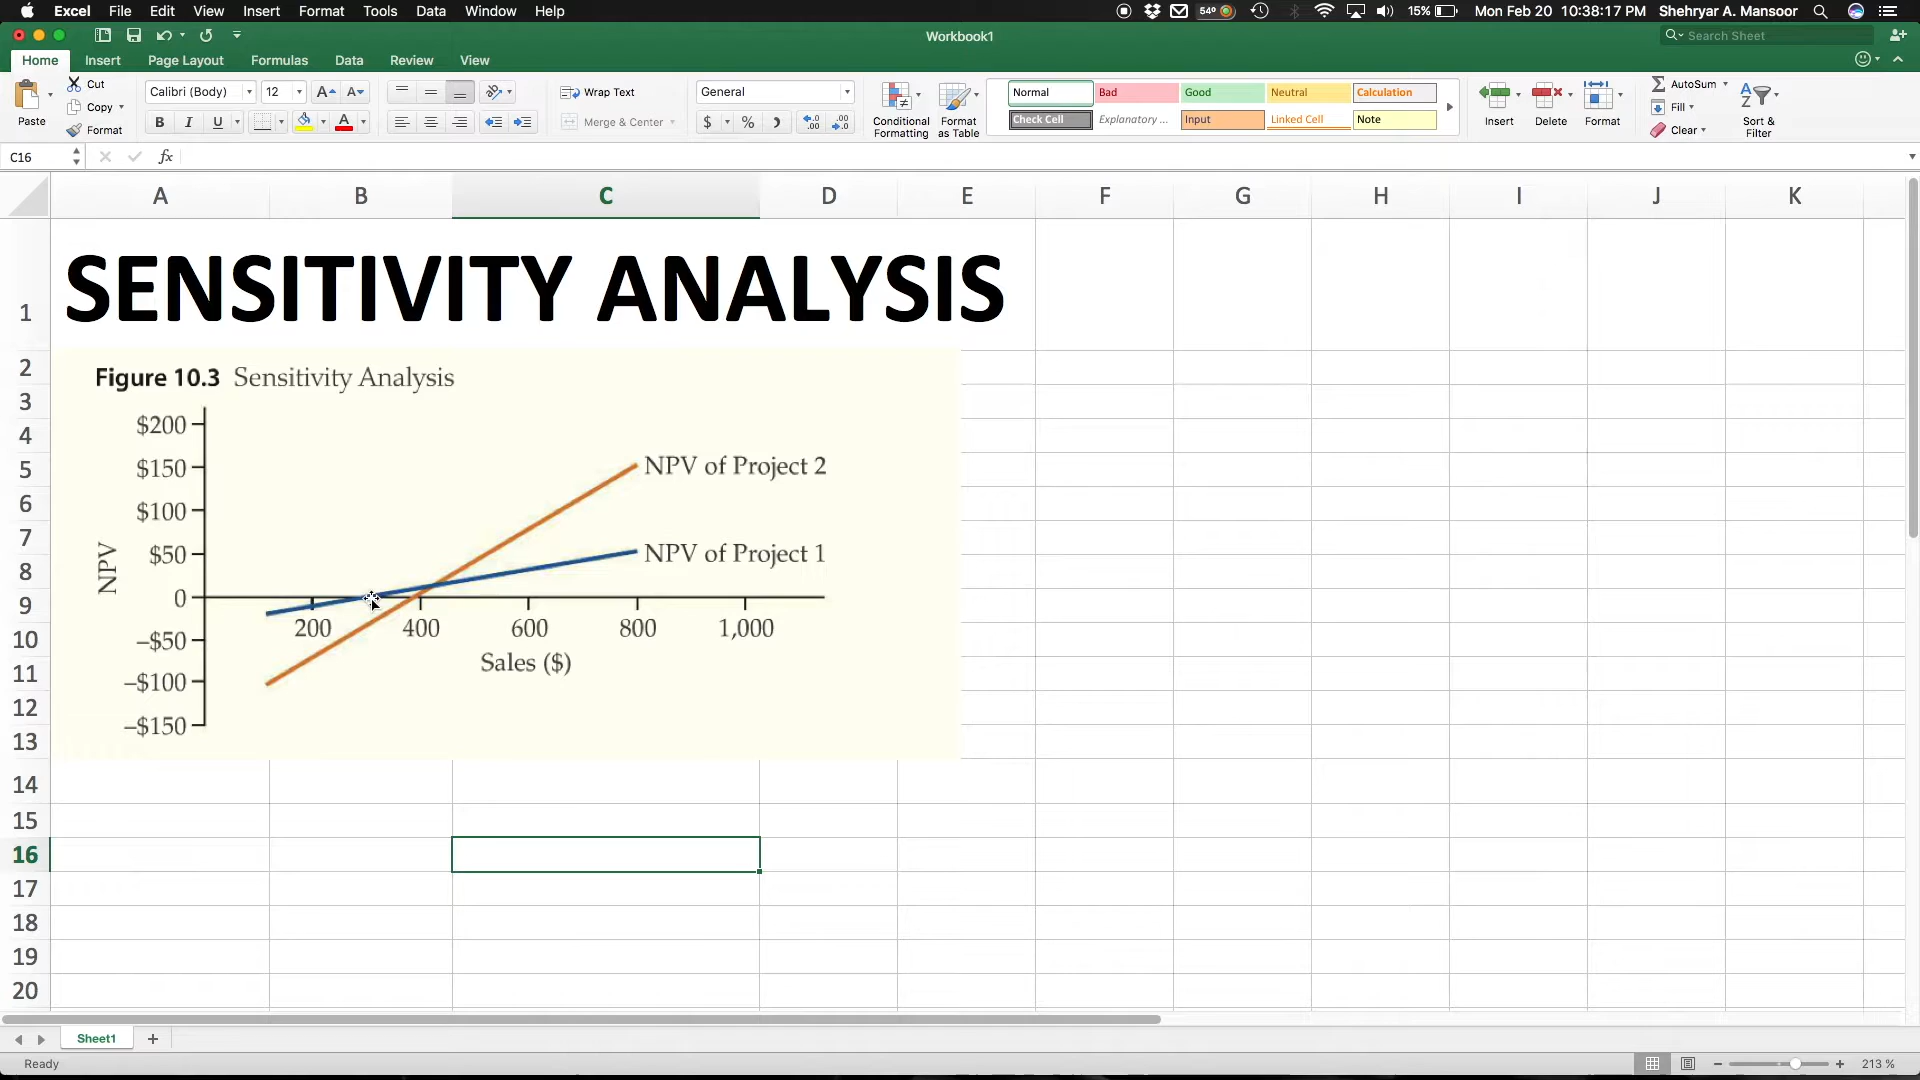 Excel File Edit View Insert Format Tools Data Window Help 54° 15% Mon Feb 20 10:38:17 PM Shehryar A. Mansoor
Workbook1 Search Sheet
Home Insert Page Layout Formulas Data Review View
Paste Cut Copy Format
Calibri (Body) 12 A A
B I U A
Wrap Text
Merge & Center
General
$ % )
Conditional Formatting
Format as Table
Normal Bad Good Neutral Calculation
Check Cell Explanatory ... Input Linked Cell Note
Insert Delete Format
AutoSum
Fill
Clear
Sort & Filter
C16 fx
A B C D E F G H I J K
1 SENSITIVITY ANALYSIS
2
3
4
5
6
7
8
9
10
11
12
13
14
15
16
17
18
19
20
Figure 10.3 Sensitivity Analysis
$200
$150
$100
$50
0
–$50
–$100
–$150
NPV
NPV of Project 2
NPV of Project 1
200 400 600 800 1,000
Sales ($)
Sheet1
Ready 213 %